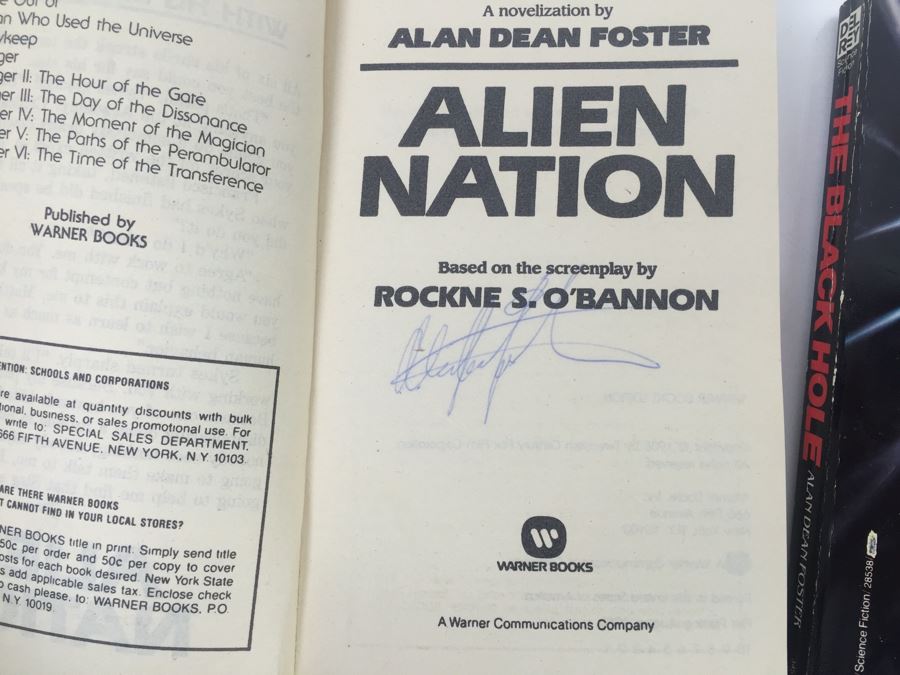 an Who Used the Universe
ger II: The Hour of the Gate
er III: The Day of the Dissonance
er IV: The Moment of the Magician
er V: The Paths of the Perambulator
er VI: The Time of the Transference
Published by
WARNER BOOKS
ENTION: SCHOOLS AND CORPORATIONS
re available at quantity discounts with bulk
tional, business, or sales promotional use. For
write to: SPECIAL SALES DEPARTMENT,
666 FIFTH AVENUE, NEW YORK, N.Y. 10103.
ARE THERE WARNER BOOKS
T CANNOT FIND IN YOUR LOCAL STORES?
NER BOOKS title in print. Simply send title
50c per order and 50c per copy to cover
osts for each book desired. New York State
s add applicable sales tax. Enclose check
o cash please, to: WARNER BOOKS, P.O.
N.Y. 10019.
A novelization by
ALAN DEAN FOSTER
ALIEN
NATION
Based on the screenplay by
ROCKNE S. O'BANNON
WARNER BOOKS
A Warner Communications Company
DEL
REY
THE BLACK HOLE
ALAN DEAN FOSTER
Science Fiction/28538